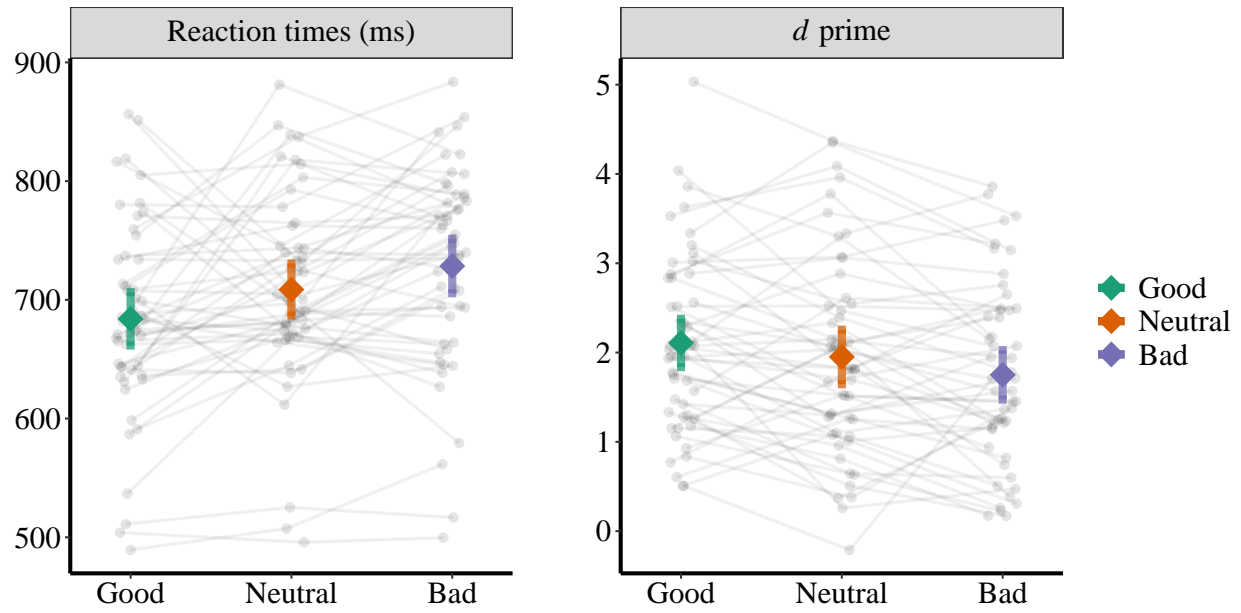 Reaction times (ms)
900
800
700
600
500
Good Neutral Bad
d prime
5
4
3
2
1
0
Good Neutral Bad
Good
Neutral
Bad